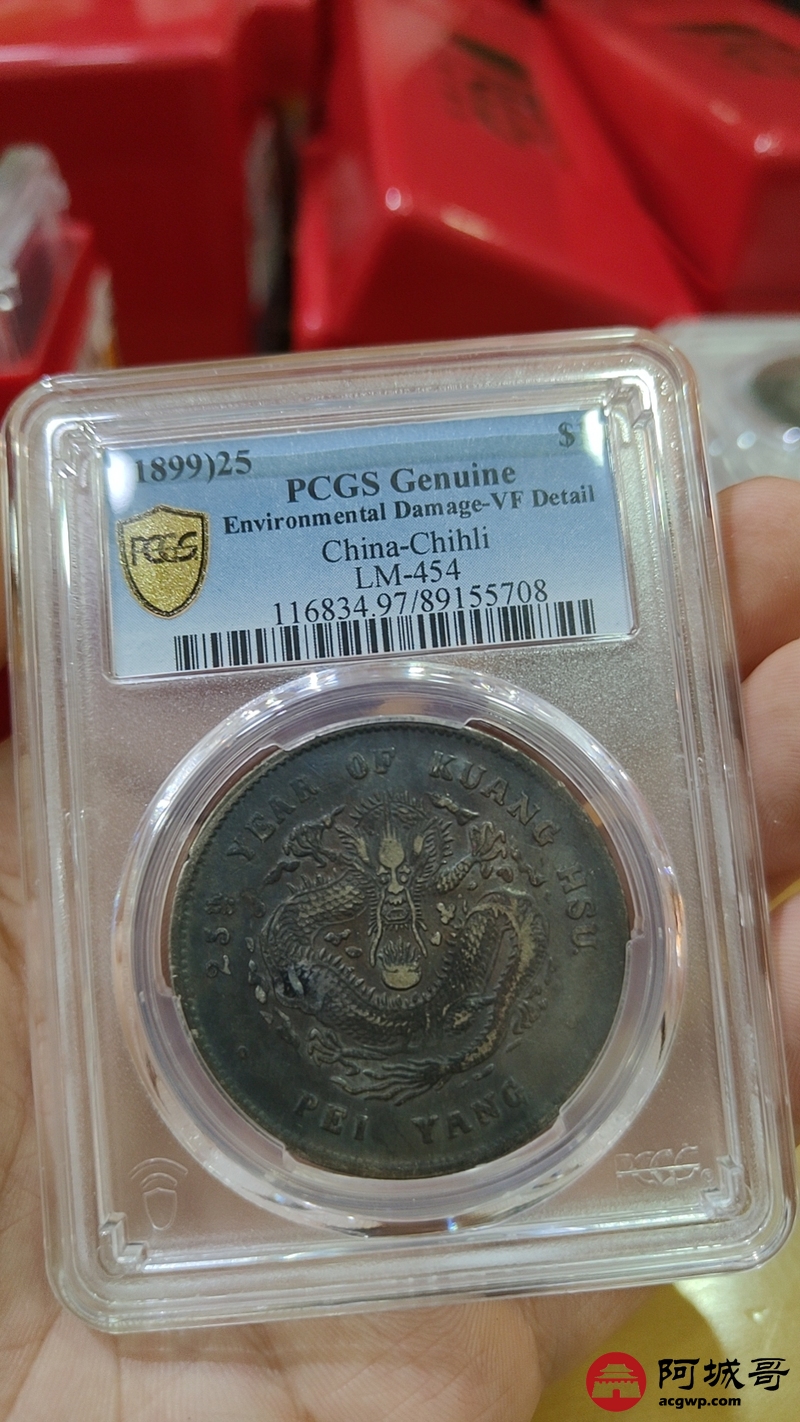 1899)25
$1
PCGS Genuine
Environmental Damage-VF Detail
China-Chihli
LM-454
116834.97/89155708
PCGS
25th YEAR OF KUANG HSU
PEI YANG
PCGS
阿城哥
acgwp.com